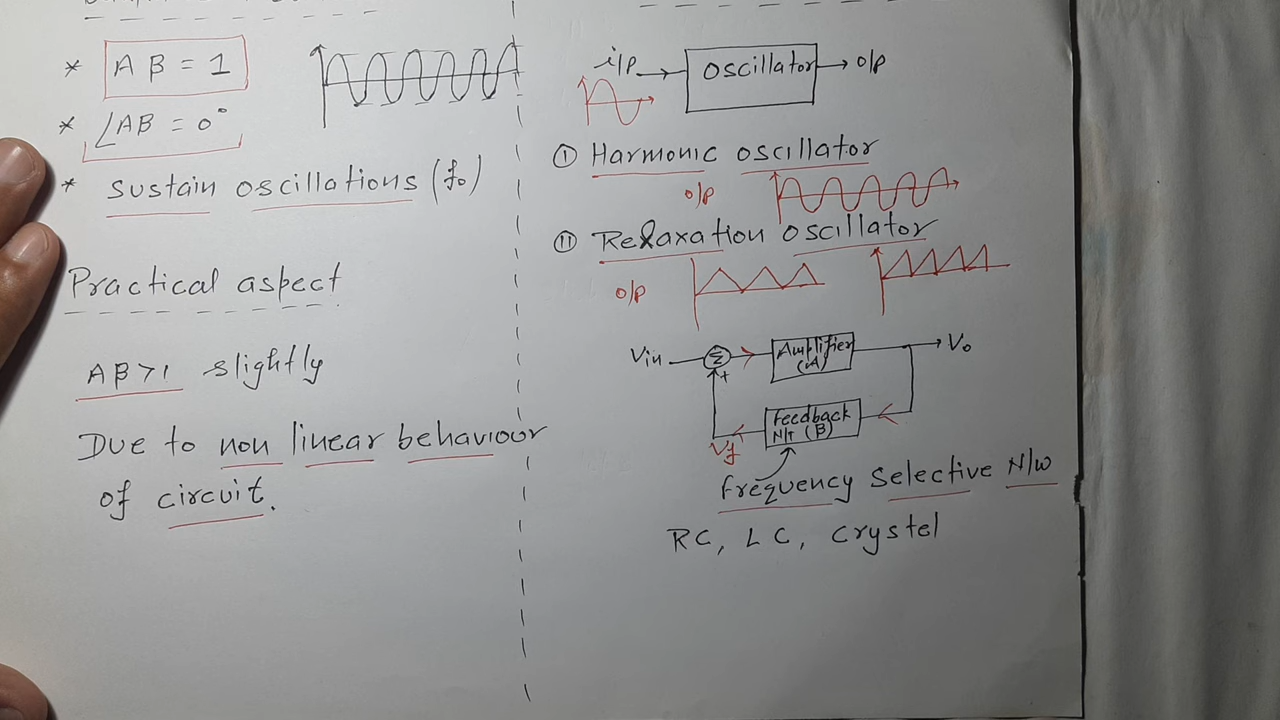 * AB = 1
* ∠AB = 0°
* Sustain oscillations (f₀)
Practical aspect
AB > 1 slightly
Due to non linear behaviour
of circuit.
i/p → Oscillator → o/p
① Harmonic oscillator
o/p
② Relaxation oscillator
o/p
Vin Σ Amplifier (A) Vo
+
Feedback N/t (B)
Vf
frequency selective N/w
RC, LC, Crystel